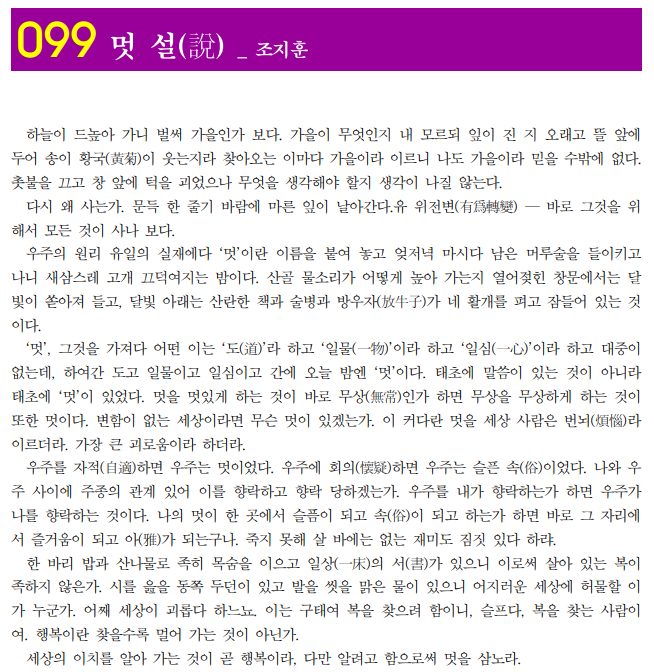 099 멋 설(說) _ 조지훈
하늘이 드높아 가니 벌써 가을인가 보다. 가을이 무엇인지 내 모르되 잎이 진 지 오래고 뜰 앞에
두어 송이 황국(黃菊)이 웃는지라 찾아오는 이마다 가을이라 이르니 나도 가을이라 믿을 수밖에 없다.
촛불을 끄고 창 앞에 턱을 괴었으나 무엇을 생각해야 할지 생각이 나질 않는다.
다시 왜 사는가. 문득 한 줄기 바람에 마른 잎이 날아간다.유 위전변(有爲轉變) ― 바로 그것을 위
해서 모든 것이 사나 보다.
우주의 원리 유일의 실재에다 ‘멋’이란 이름을 붙여 놓고 엊저녁 마시다 남은 머루술을 들이키고
나니 새삼스레 고개 끄덕여지는 밤이다. 산골 물소리가 어떻게 높아 가는지 열어젖힌 창문에서는 달
빛이 쏟아져 들고, 달빛 아래는 산란한 책과 술병과 방우자(放牛子)가 네 활개를 펴고 잠들어 있는 것
이다.
‘멋’, 그것을 가져다 어떤 이는 ‘도(道)’라 하고 ‘일물(一物)’이라 하고 ‘일심(一心)’이라 하고 대중이
없는데, 하여간 도고 일물이고 일심이고 간에 오늘 밤엔 ‘멋’이다. 태초에 말씀이 있는 것이 아니라
태초에 ‘멋’이 있었다. 멋을 멋있게 하는 것이 바로 무상(無常)인가 하면 무상을 무상하게 하는 것이
또한 멋이다. 변함이 없는 세상이라면 무슨 멋이 있겠는가. 이 커다란 멋을 세상 사람은 번뇌(煩惱)라
이르더라. 가장 큰 괴로움이라 하더라.
우주를 자적(自適)하면 우주는 멋이었다. 우주에 회의(懷疑)하면 우주는 슬픈 속(俗)이었다. 나와 우
주 사이에 주종의 관계 있어 이를 향락하고 향락 당하겠는가. 우주를 내가 향락하는가 하면 우주가
나를 향락하는 것이다. 나의 멋이 한 곳에서 슬픔이 되고 속(俗)이 되고 하는가 하면 바로 그 자리에
서 즐거움이 되고 아(雅)가 되는구나. 죽지 못해 살 바에는 없는 재미도 짐짓 있다 하랴.
한 바리 밥과 산나물로 족히 목숨을 이으고 일상(一床)의 서(書)가 있으니 이로써 살아 있는 복이
족하지 않은가. 시를 읊을 동쪽 두던이 있고 발을 씻을 맑은 물이 있으니 어지러운 세상에 허물할 이
가 누군가. 어째 세상이 괴롭다 하느뇨. 이는 구태여 복을 찾으려 함이니, 슬프다, 복을 찾는 사람이
여. 행복이란 찾을수록 멀어 가는 것이 아닌가.
세상의 이치를 알아 가는 것이 곧 행복이라, 다만 알려고 함으로써 멋을 삼노라.